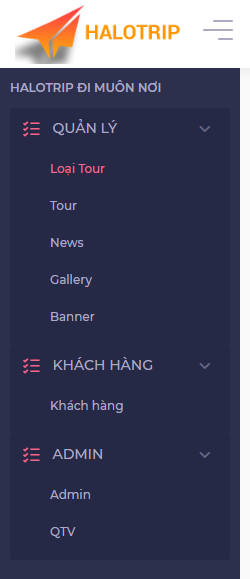 HALOTRIP
HALOTRIP ĐI MUÔN NƠI
QUẢN LÝ
Loại Tour
Tour
News
Gallery
Banner
KHÁCH HÀNG
Khách hàng
ADMIN
Admin
QTV